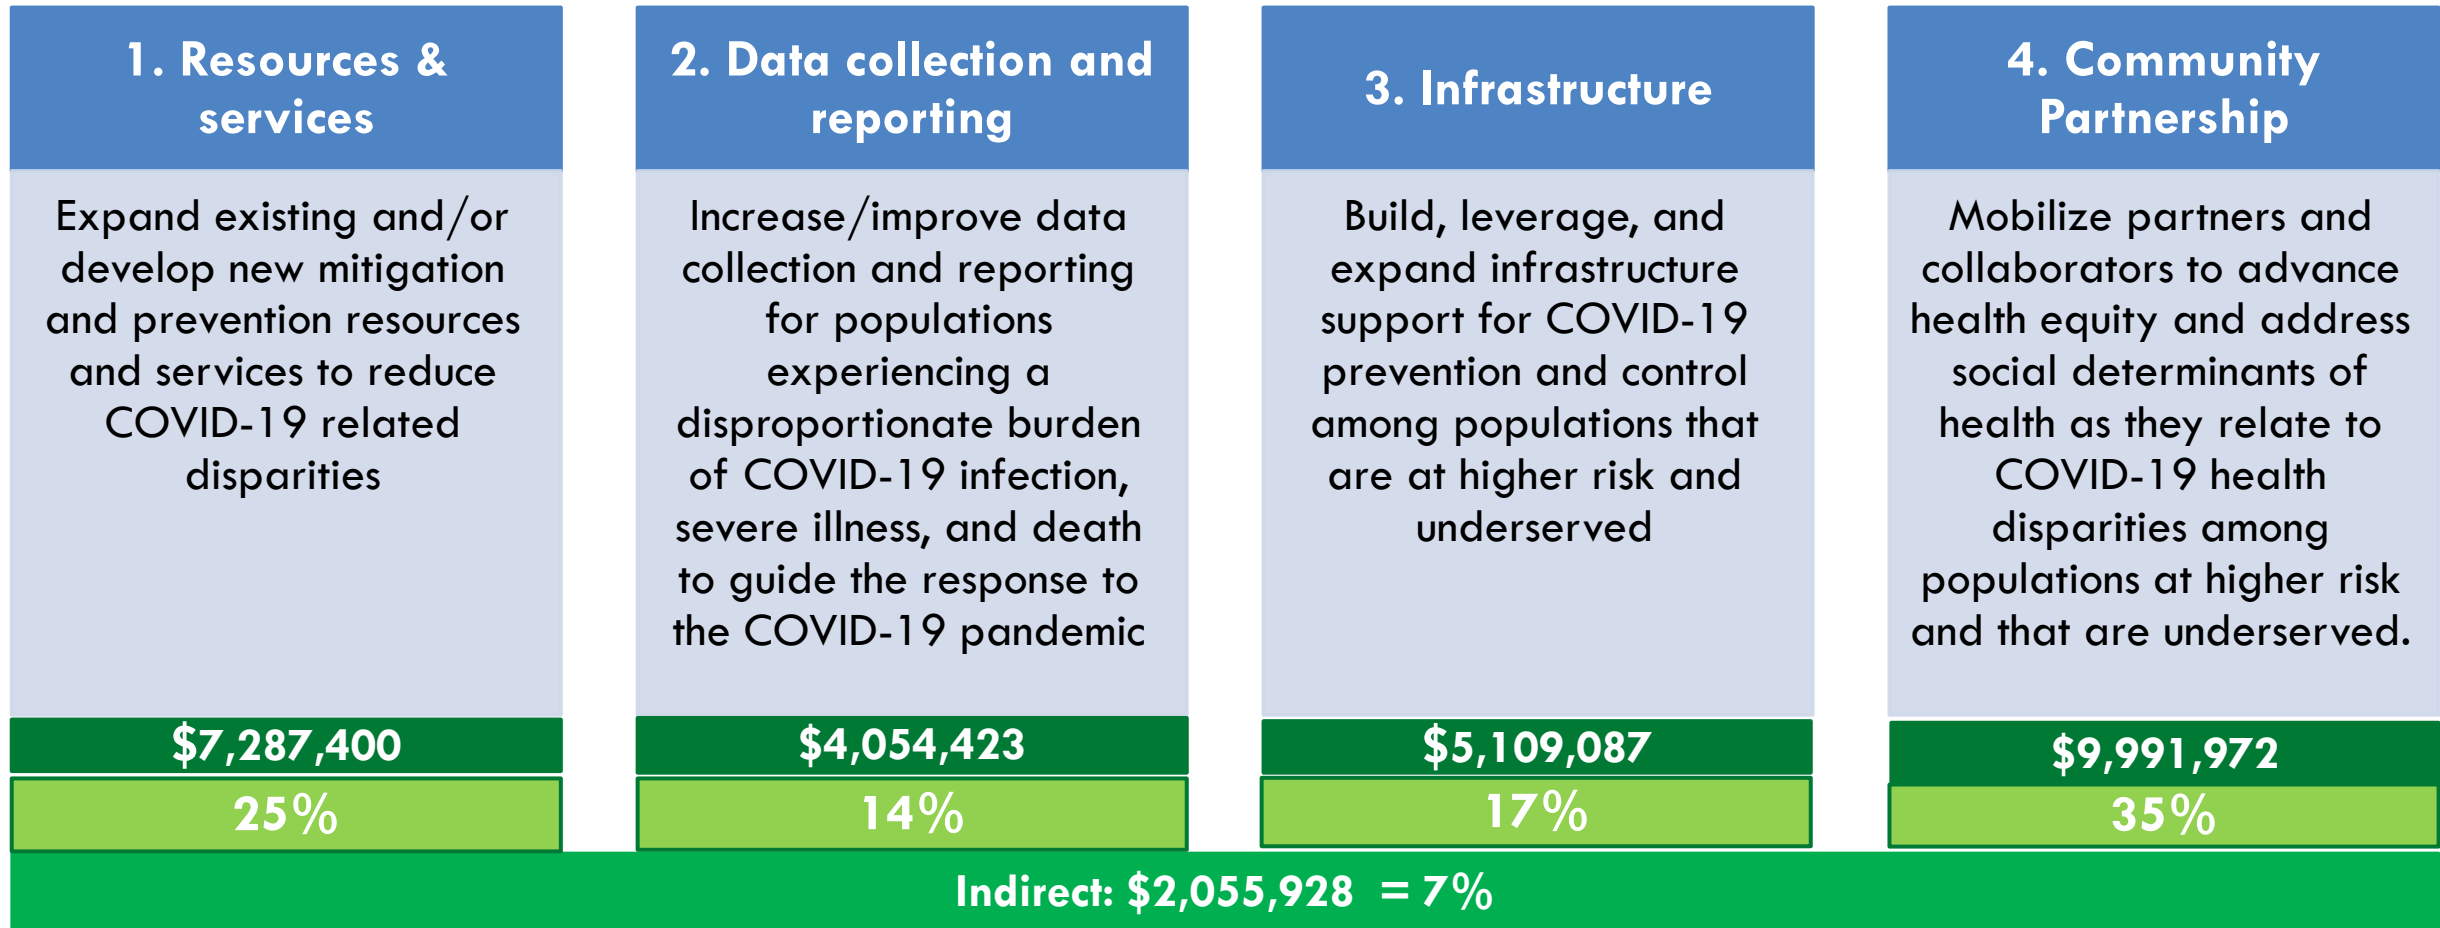 1. Resources &
services
Expand existing and/or
develop new mitigation
and prevention resources
and services to reduce
COVID-19 related
disparities
$7,287,400
25%
2. Data collection and
reporting
Increase/improve data
collection and reporting
for populations
experiencing a
disproportionate burden
of COVID-19 infection,
severe illness, and death
to guide the response to
the COVID-19 pandemic
$4,054,423
14%
3. Infrastructure
Build, leverage, and
expand infrastructure
support for COVID-19
prevention and control
among populations that
are at higher risk and
underserved
$5,109,087
17%
4. Community
Partnership
Mobilize partners and
collaborators to advance
health equity and address
social determinants of
health as they relate to
COVID-19 health
disparities among
populations at higher risk
and that are underserved.
$9,991,972
35%
Indirect: $2,055,928 = 7%